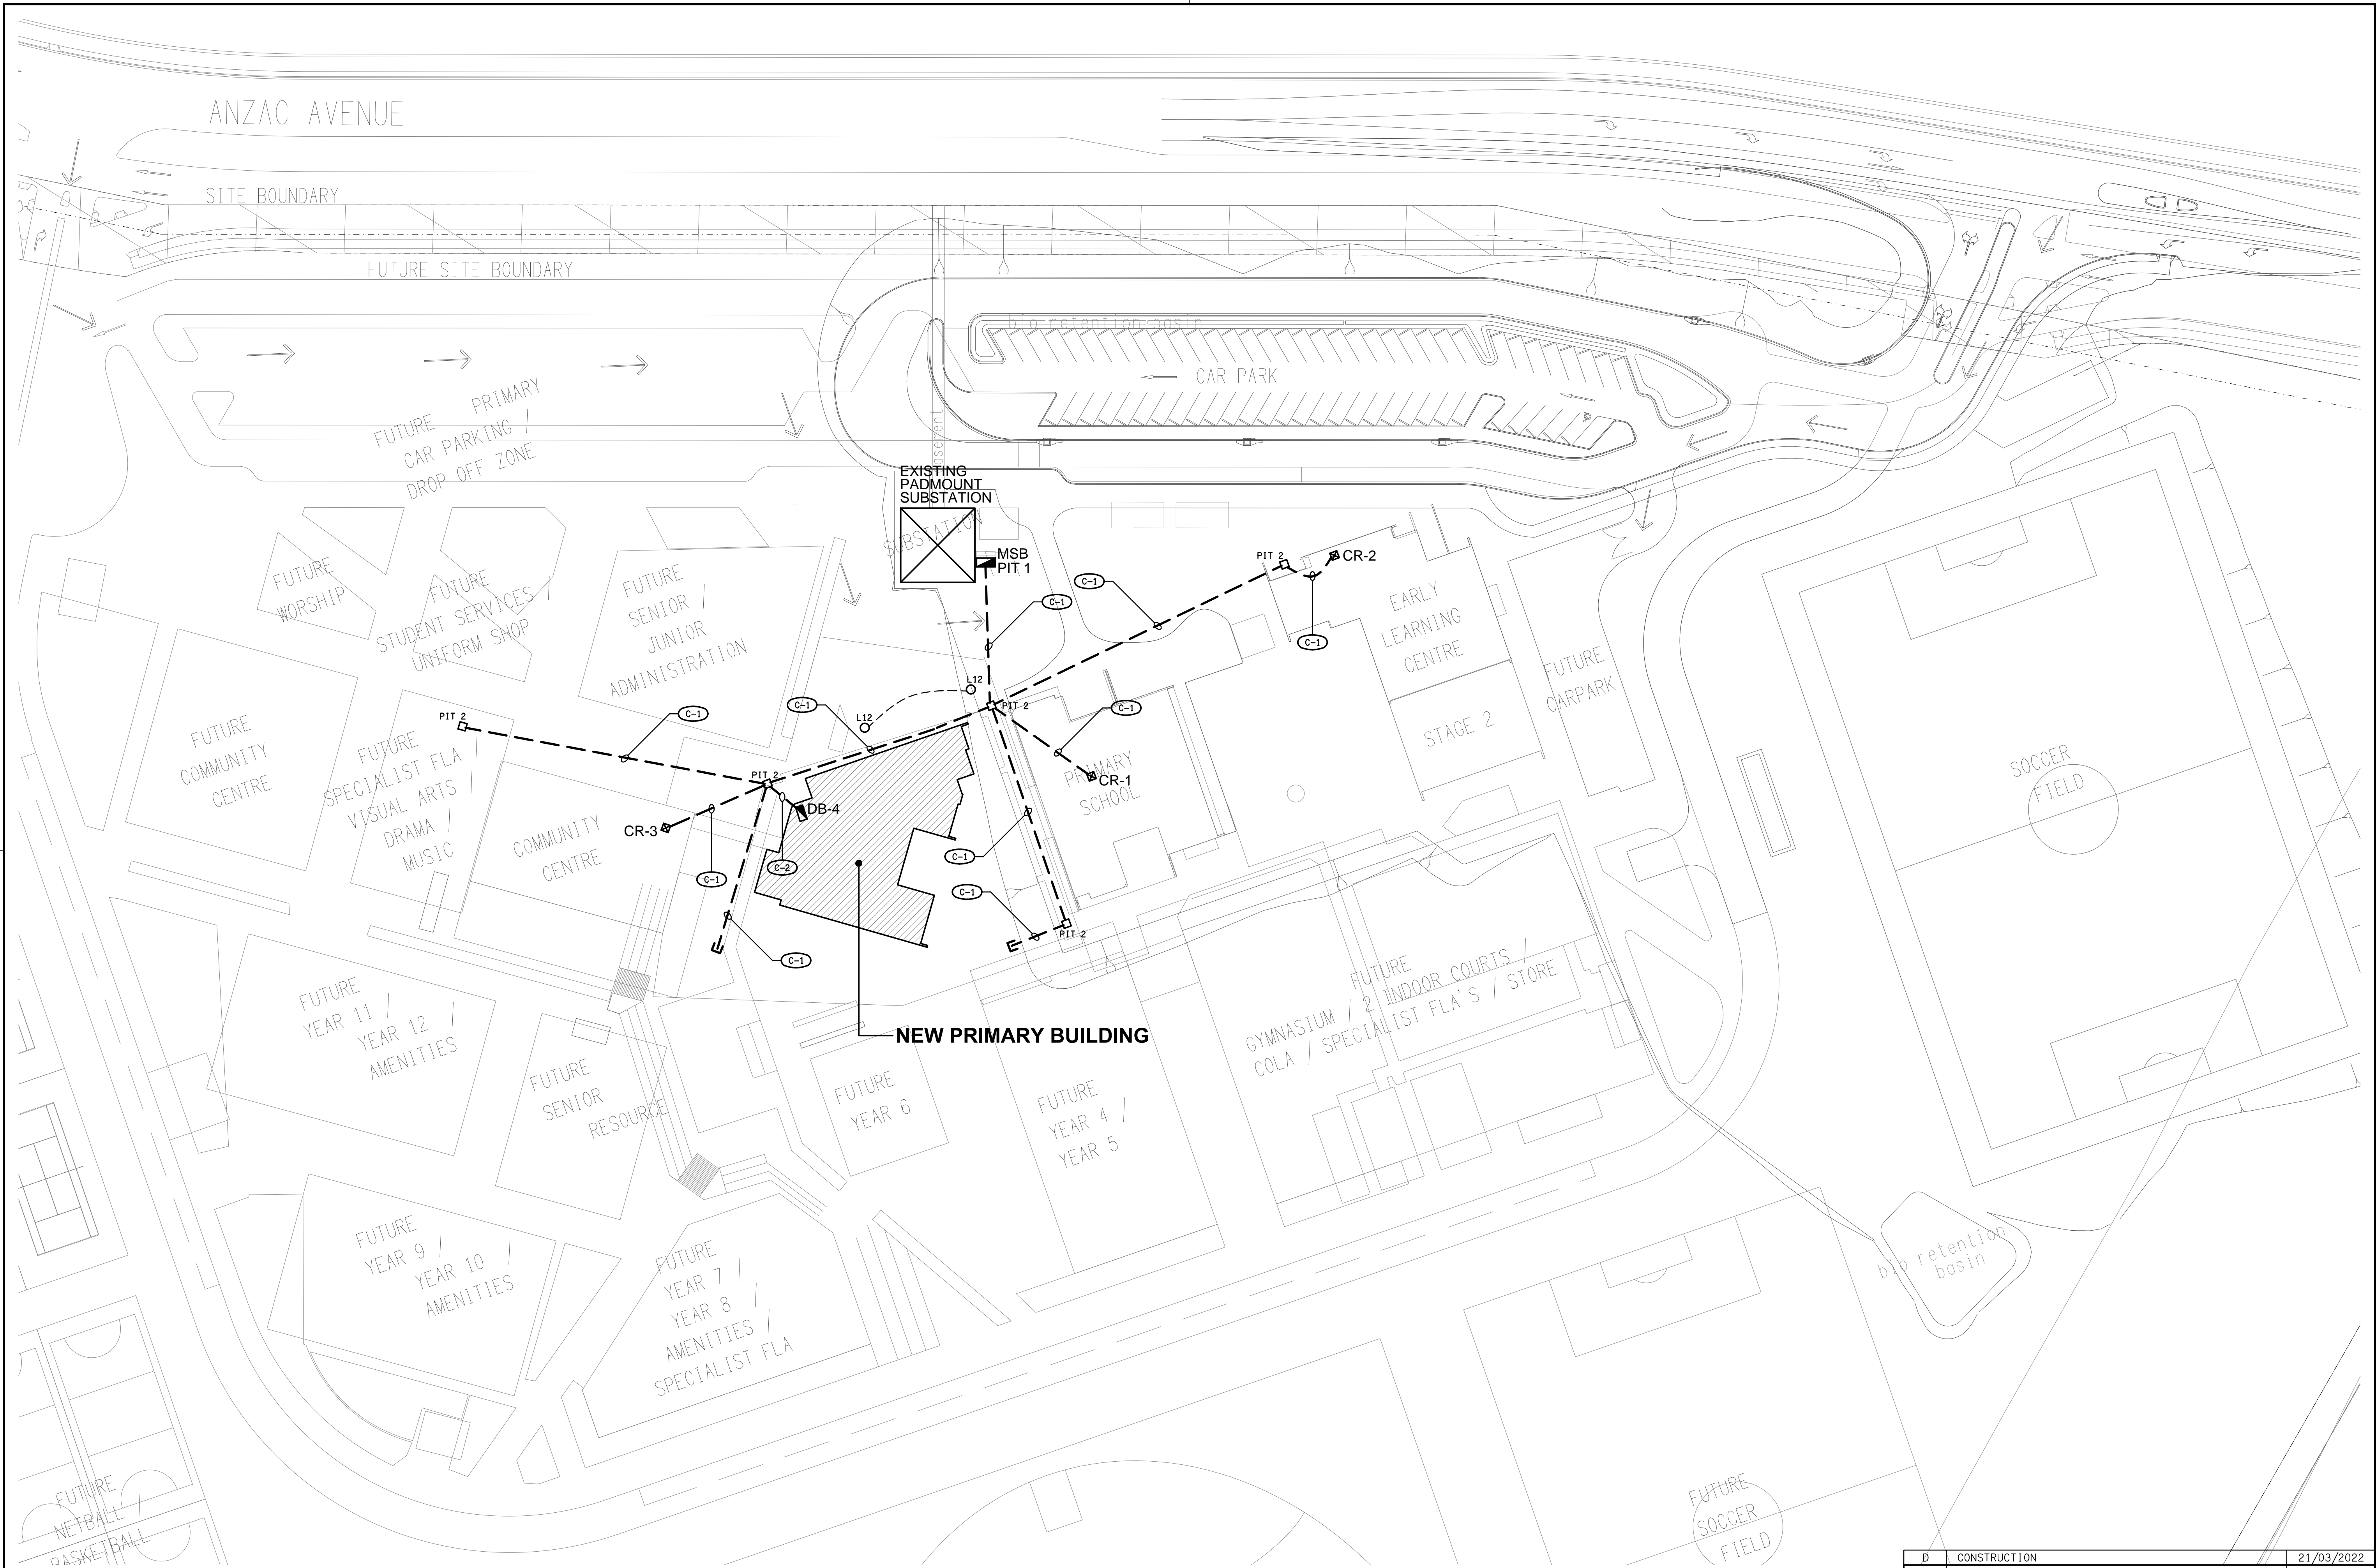 ANZAC AVENUE
SITE BOUNDARY
FUTURE SITE BOUNDARY
bio retention basin
CAR PARK
FUTURE PRIMARY
CAR PARKING /
DROP OFF ZONE
easement
EXISTING
PADMOUNT
SUBSTATION
SUBSTATION
MSB
PIT 1
PIT 2
CR-2
C-1
C-1
C-1
FUTURE
WORSHIP
FUTURE
STUDENT SERVICES /
UNIFORM SHOP
FUTURE
SENIOR /
JUNIOR
ADMINISTRATION
EARLY
LEARNING
CENTRE
FUTURE
CARPARK
STAGE 2
L12
L12
C-1
C-1
PIT 2
C-1
PIT 2
FUTURE
COMMUNITY
CENTRE
FUTURE
SPECIALIST FLA /
VISUAL ARTS /
DRAMA /
MUSIC
COMMUNITY
CENTRE
PIT 2
DB-4
CR-3
C-1
C-2
C-1
PRIMARY
SCHOOL
CR-1
C-1
C-1
PIT 2
SOCCER
FIELD
NEW PRIMARY BUILDING
FUTURE
YEAR 11 /
YEAR 12 /
AMENITIES
FUTURE
SENIOR
RESOURCE
FUTURE
YEAR 6
FUTURE
YEAR 4 /
YEAR 5
FUTURE
GYMNASIUM / 2 INDOOR COURTS /
COLA / SPECIALIST FLA'S / STORE
FUTURE
YEAR 9 /
YEAR 10 /
AMENITIES
FUTURE
YEAR 7 /
YEAR 8 /
AMENITIES /
SPECIALIST FLA
bio retention
basin
FUTURE
NETBALL /
BASKETBALL
FUTURE
SOCCER
FIELD
D CONSTRUCTION 21/03/2022